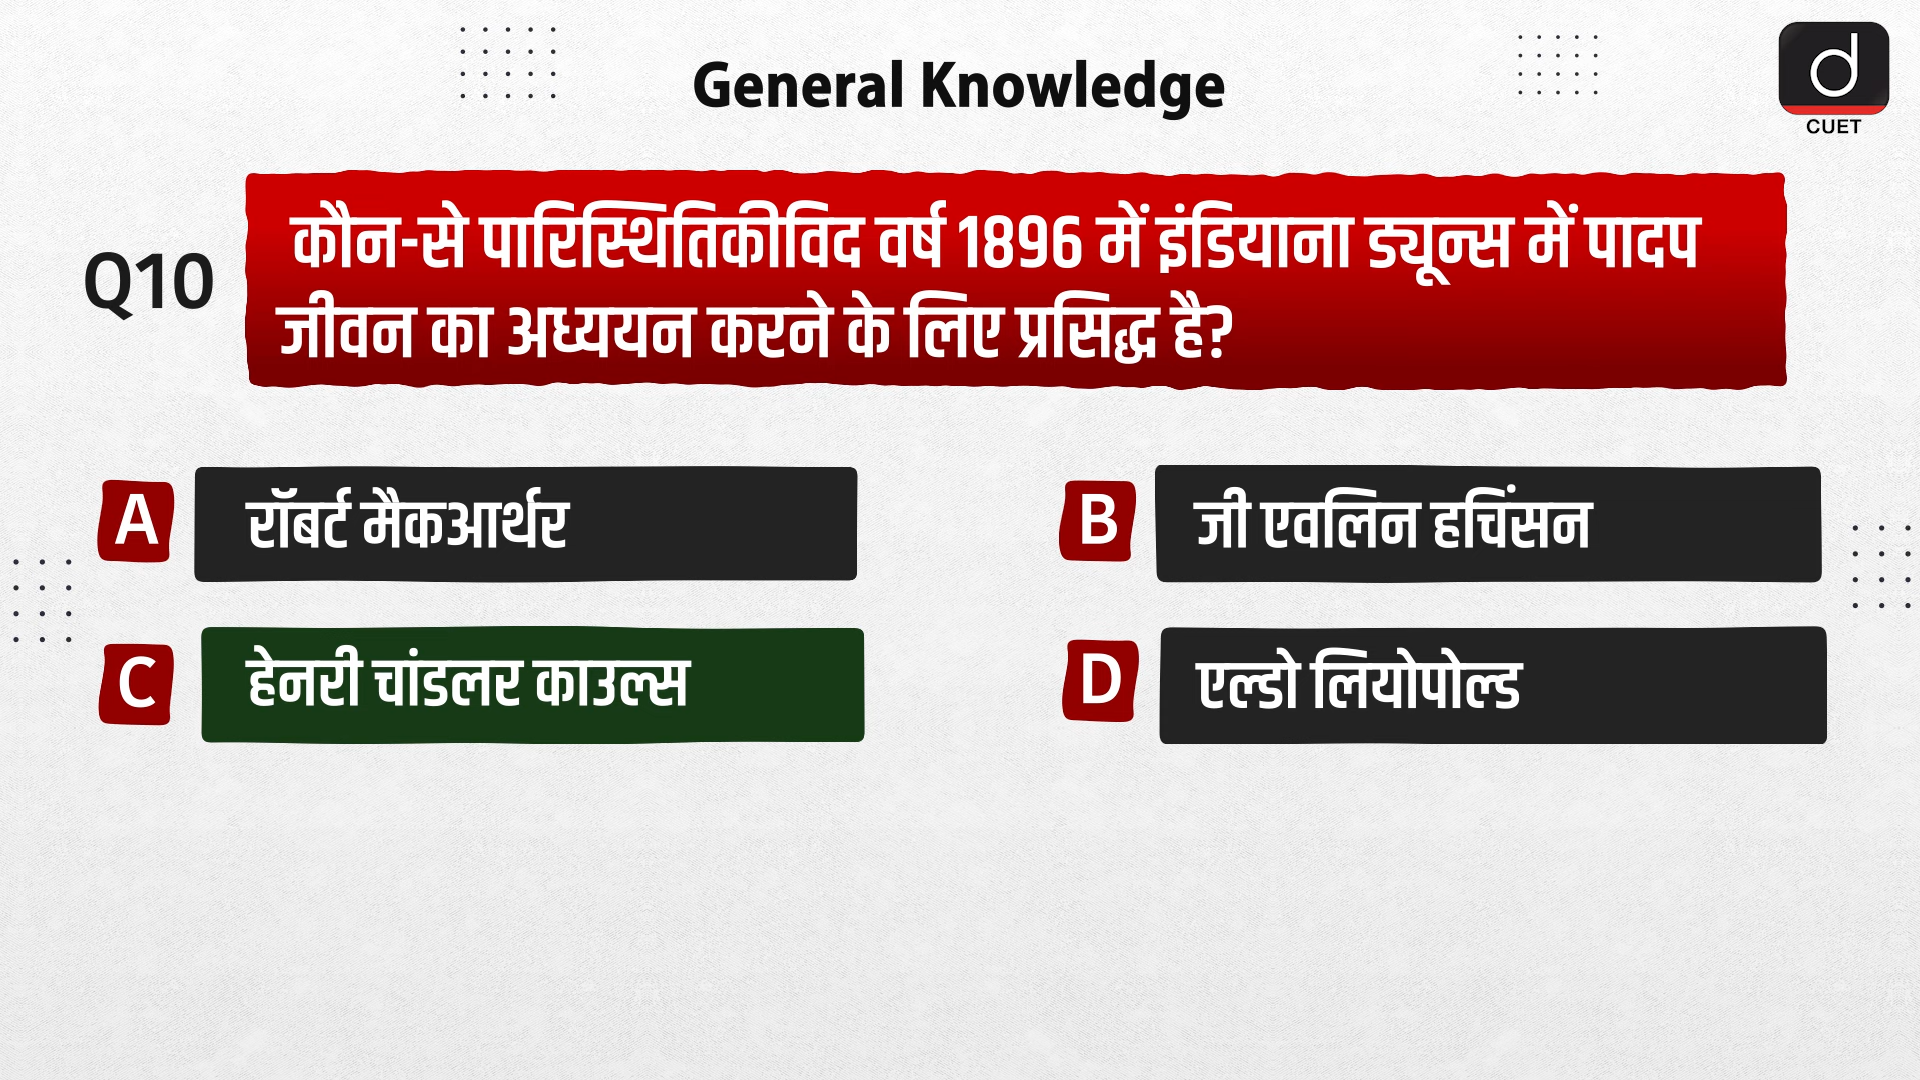 General Knowledge
CUET
Q10
कौन-से पारिस्थितिकीविद वर्ष 1896 में इंडियाना ड्यून्स में पादप
जीवन का अध्ययन करने के लिए प्रसिद्ध है?
A रॉबर्ट मैकआर्थर
B जी एवलिन हचिंसन
C हेनरी चांडलर काउल्स
D एल्डो लियोपोल्ड